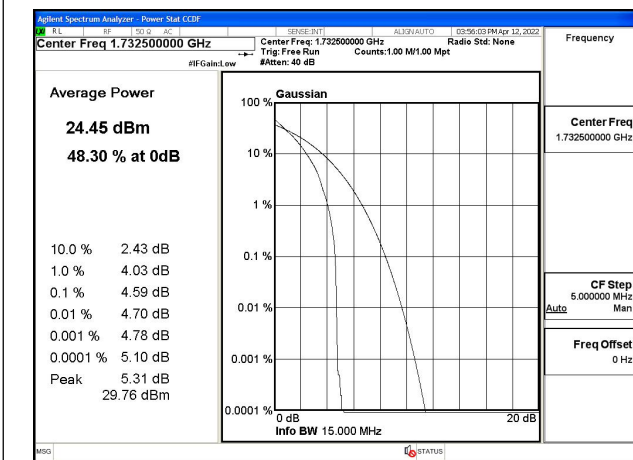 Agilent Spectrum Analyzer - Power Stat CCDF
RL RF 50 Ω AC SENSE:INT ALIGNAUTO 03:56:03 PM Apr 12, 2022
Center Freq 1.732500000 GHz
Center Freq: 1.732500000 GHz Radio Std: None
Trig: Free Run Counts:1.00 M/1.00 Mpt
#IFGain:Low #Atten: 40 dB
Average Power
24.45 dBm
48.30 % at 0dB
10.0 % 2.43 dB
1.0 % 4.03 dB
0.1 % 4.59 dB
0.01 % 4.70 dB
0.001 % 4.78 dB
0.0001 % 5.10 dB
Peak 5.31 dB
29.76 dBm
Gaussian
100 %
10 %
1 %
0.1 %
0.01 %
0.001 %
0.0001 %
0 dB 20 dB
Info BW 15.000 MHz
Frequency
Center Freq
1.732500000 GHz
CF Step
5.000000 MHz
Auto Man
Freq Offset
0 Hz
MSG STATUS